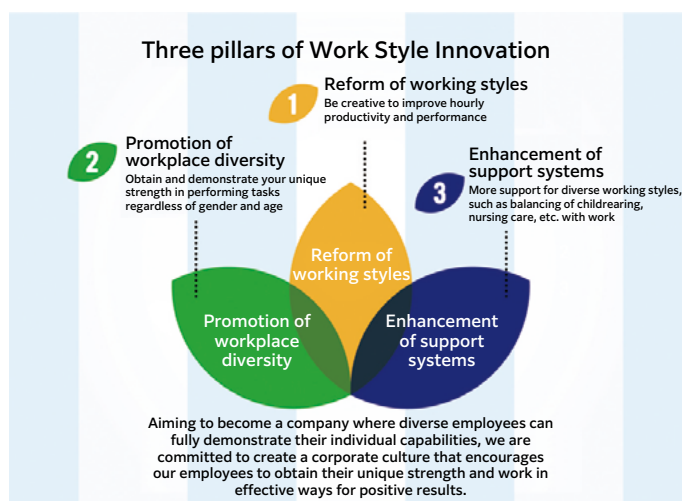 Three pillars of Work Style Innovation
1
Reform of working styles
Be creative to improve hourly
productivity and performance
2
Promotion of
workplace diversity
Obtain and demonstrate your unique
strength in performing tasks
regardless of gender and age
3
Enhancement of
support systems
More support for diverse working styles,
such as balancing of childrearing,
nursing care, etc. with work
Reform of
working styles
Promotion of
workplace
diversity
Enhancement
of support
systems
Aiming to become a company where diverse employees can
fully demonstrate their individual capabilities, we are
committed to create a corporate culture that encourages
our employees to obtain their unique strength and work in
effective ways for positive results.